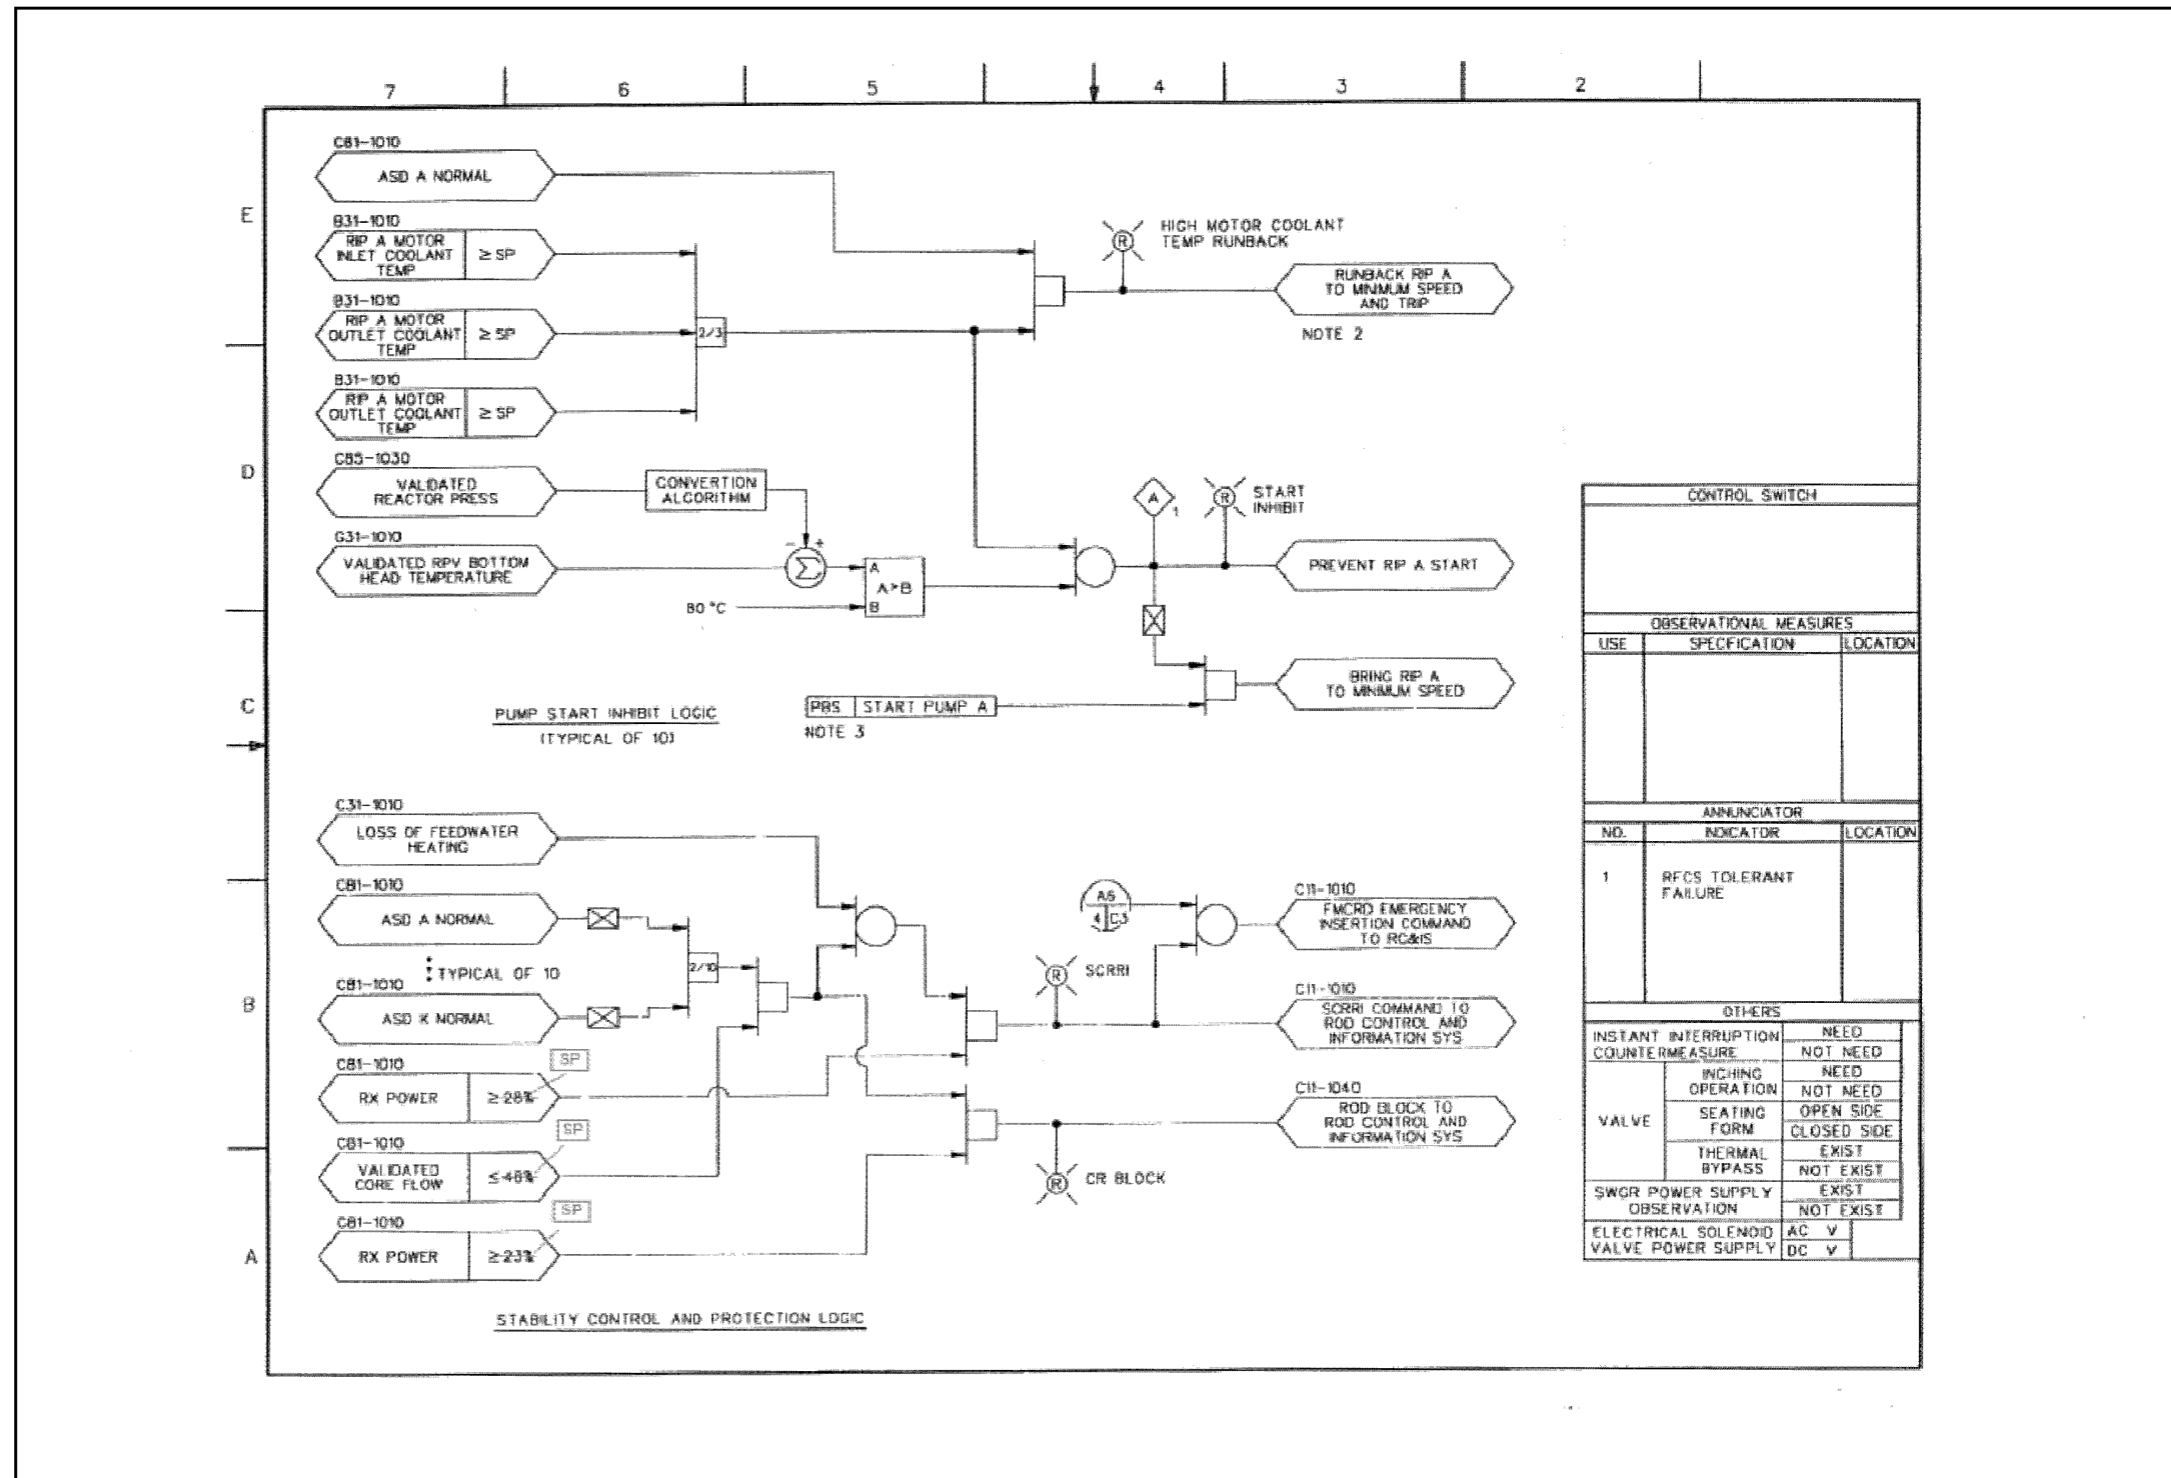 7 6 5 4 3 2
E
D
C
B
A
C81-1010
ASD A NORMAL
B31-1010
RIP A MOTOR
INLET COOLANT
TEMP
≥ SP
B31-1010
RIP A MOTOR
OUTLET COOLANT
TEMP
≥ SP
B31-1010
RIP A MOTOR
OUTLET COOLANT
TEMP
≥ SP
2/3
R
HIGH MOTOR COOLANT
TEMP RUNBACK
RUNBACK RIP A
TO MINIMUM SPEED
AND TRIP
NOTE 2
C85-1030
VALIDATED
REACTOR PRESS
CONVERTION
ALGORITHM
G31-1010
VALIDATED RPV BOTTOM
HEAD TEMPERATURE
- +
Σ
A
A>B
B
80 °C
A
1
R
START
INHIBIT
PREVENT RIP A START
BRING RIP A
TO MINIMUM SPEED
PBS START PUMP A
NOTE 3
PUMP START INHIBIT LOGIC
(TYPICAL OF 10)
C31-1010
LOSS OF FEEDWATER
HEATING
C81-1010
ASD A NORMAL
TYPICAL OF 10
C81-1010
ASD K NORMAL
2/10
C81-1010
RX POWER
≥ 28%
SP
C81-1010
VALIDATED
CORE FLOW
SP
C81-1010
RX POWER
≥ 23%
SP
A6
4 C3
R
SCRRI
C11-1010
FMCRD EMERGENCY
INSERTION COMMAND
TO RC&IS
C11-1010
SCRRI COMMAND TO
ROD CONTROL AND
INFORMATION SYS
C11-1040
ROD BLOCK TO
ROD CONTROL AND
INFORMATION SYS
R
CR BLOCK
STABILITY CONTROL AND PROTECTION LOGIC
CONTROL SWITCH
OBSERVATIONAL MEASURES
USE SPECFICATION LOCATION
ANNUNCIATOR
NO. INDICATOR LOCATION
1 RFCS TOLERANT
FAILURE
OTHERS
INSTANT INTERRUPTION
COUNTERMEASURE
NEED
NOT NEED
VALVE
INCHING
OPERATION
NEED
NOT NEED
SEATING
FORM
OPEN SIDE
CLOSED SIDE
THERMAL
BYPASS
EXIST
NOT EXIST
SWGR POWER SUPPLY
OBSERVATION
EXIST
NOT EXIST
ELECTRICAL SOLENOID
VALVE POWER SUPPLY
AC V
DC V